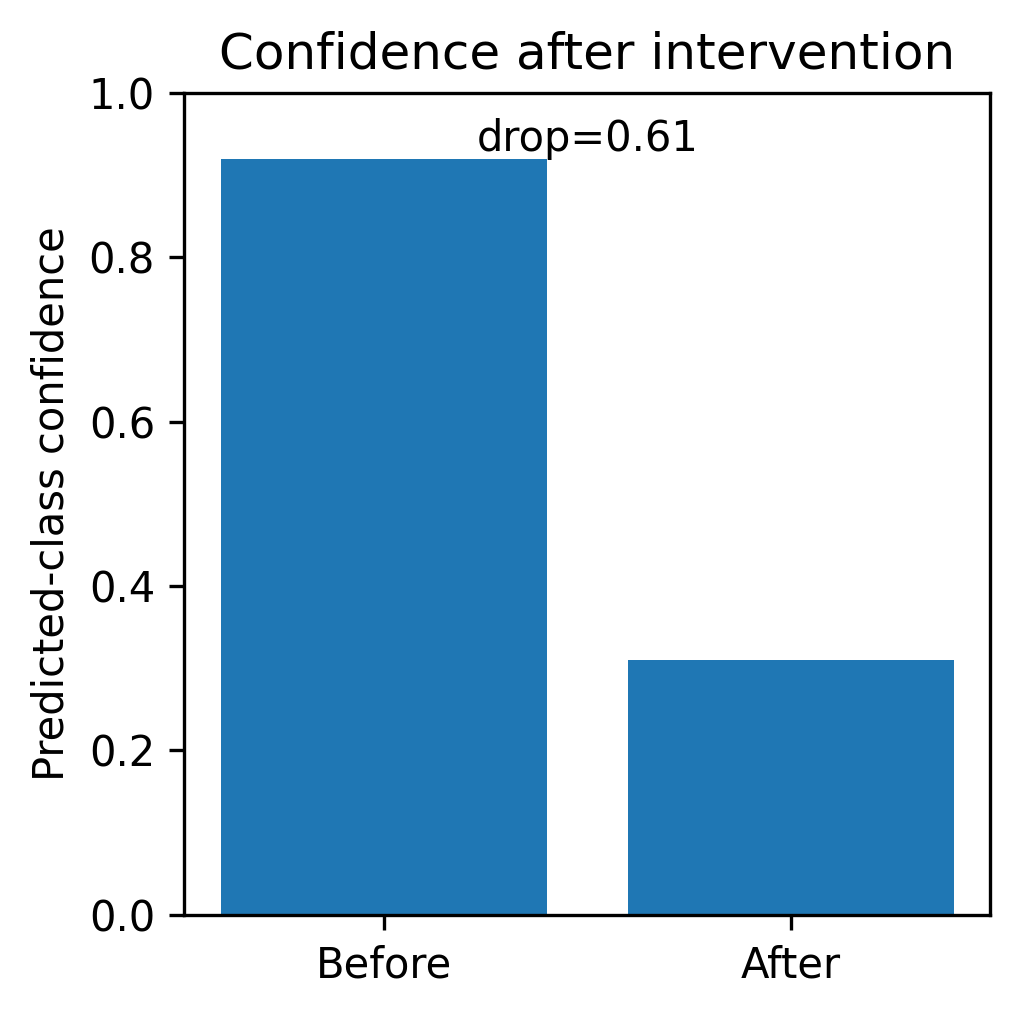 Confidence after intervention
drop=0.61
Predicted-class confidence
1.0
0.8
0.6
0.4
0.2
0.0
Before
After